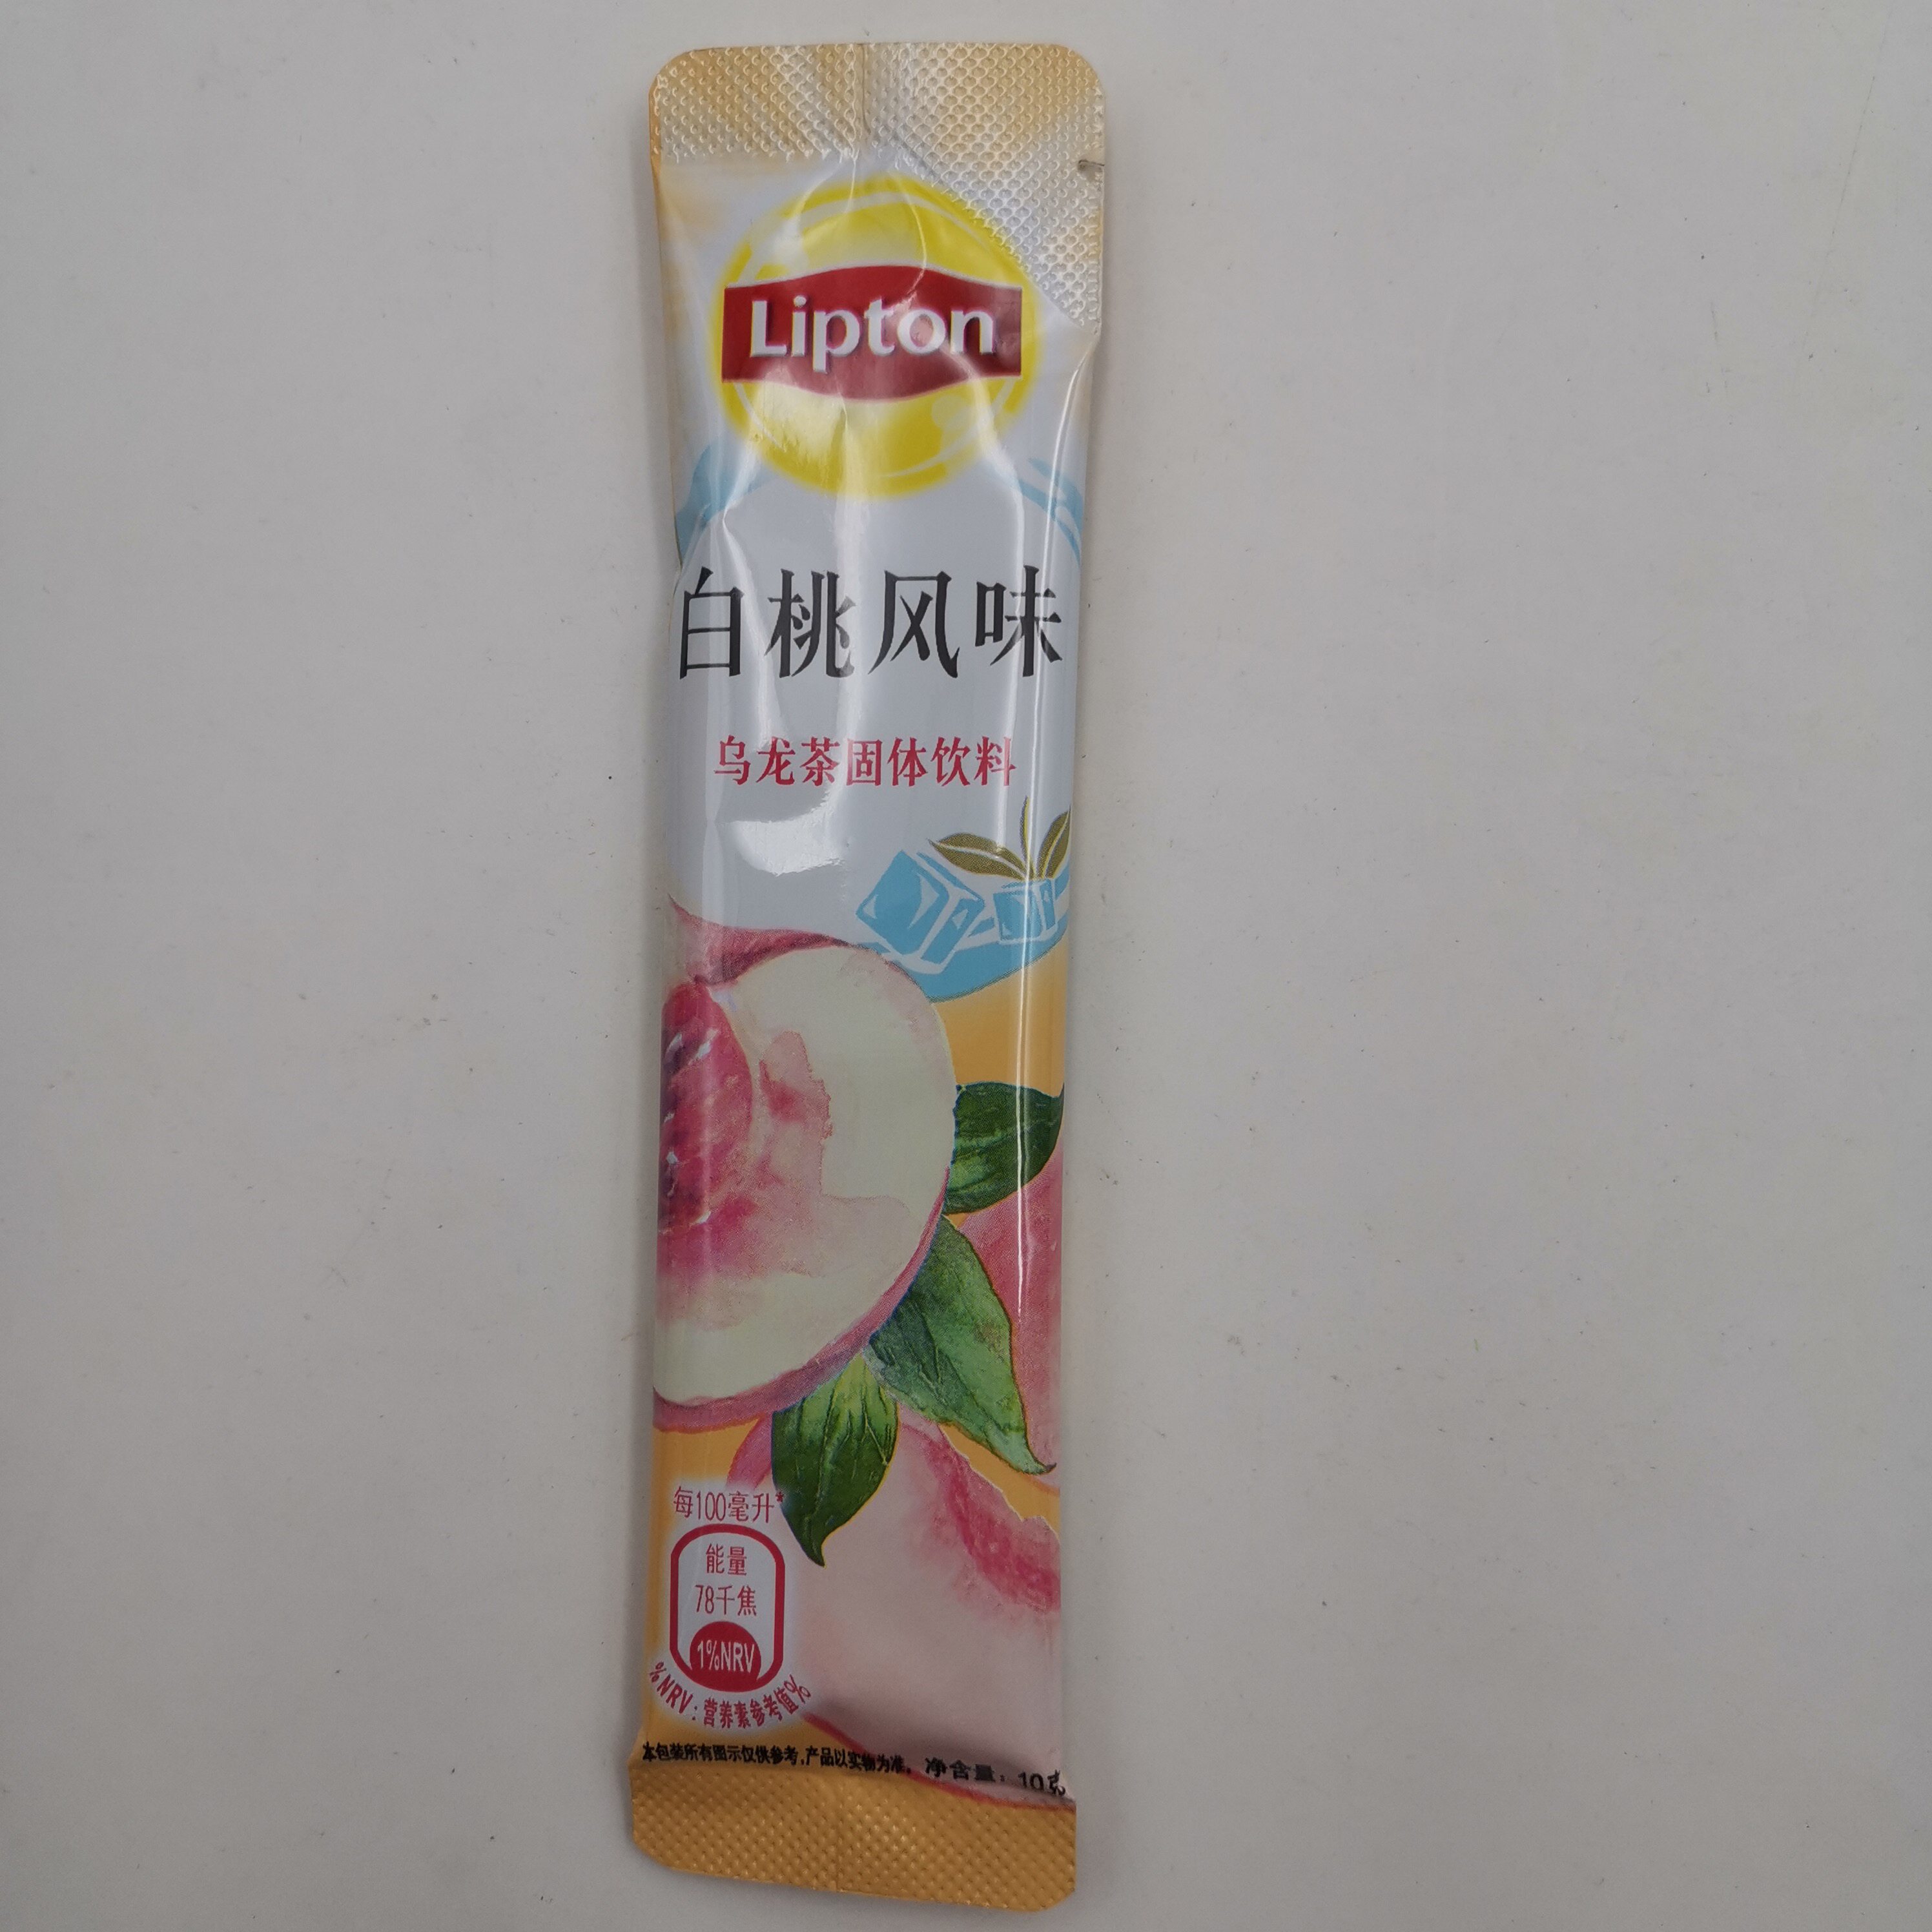 Lipton
白桃风味
乌龙茶固体饮料
每100毫升*
能量
78千焦
1%NRV
%NRV:营养素参考值%
本包装所有图示仅供参考,产品以实物为准。净含量:10克